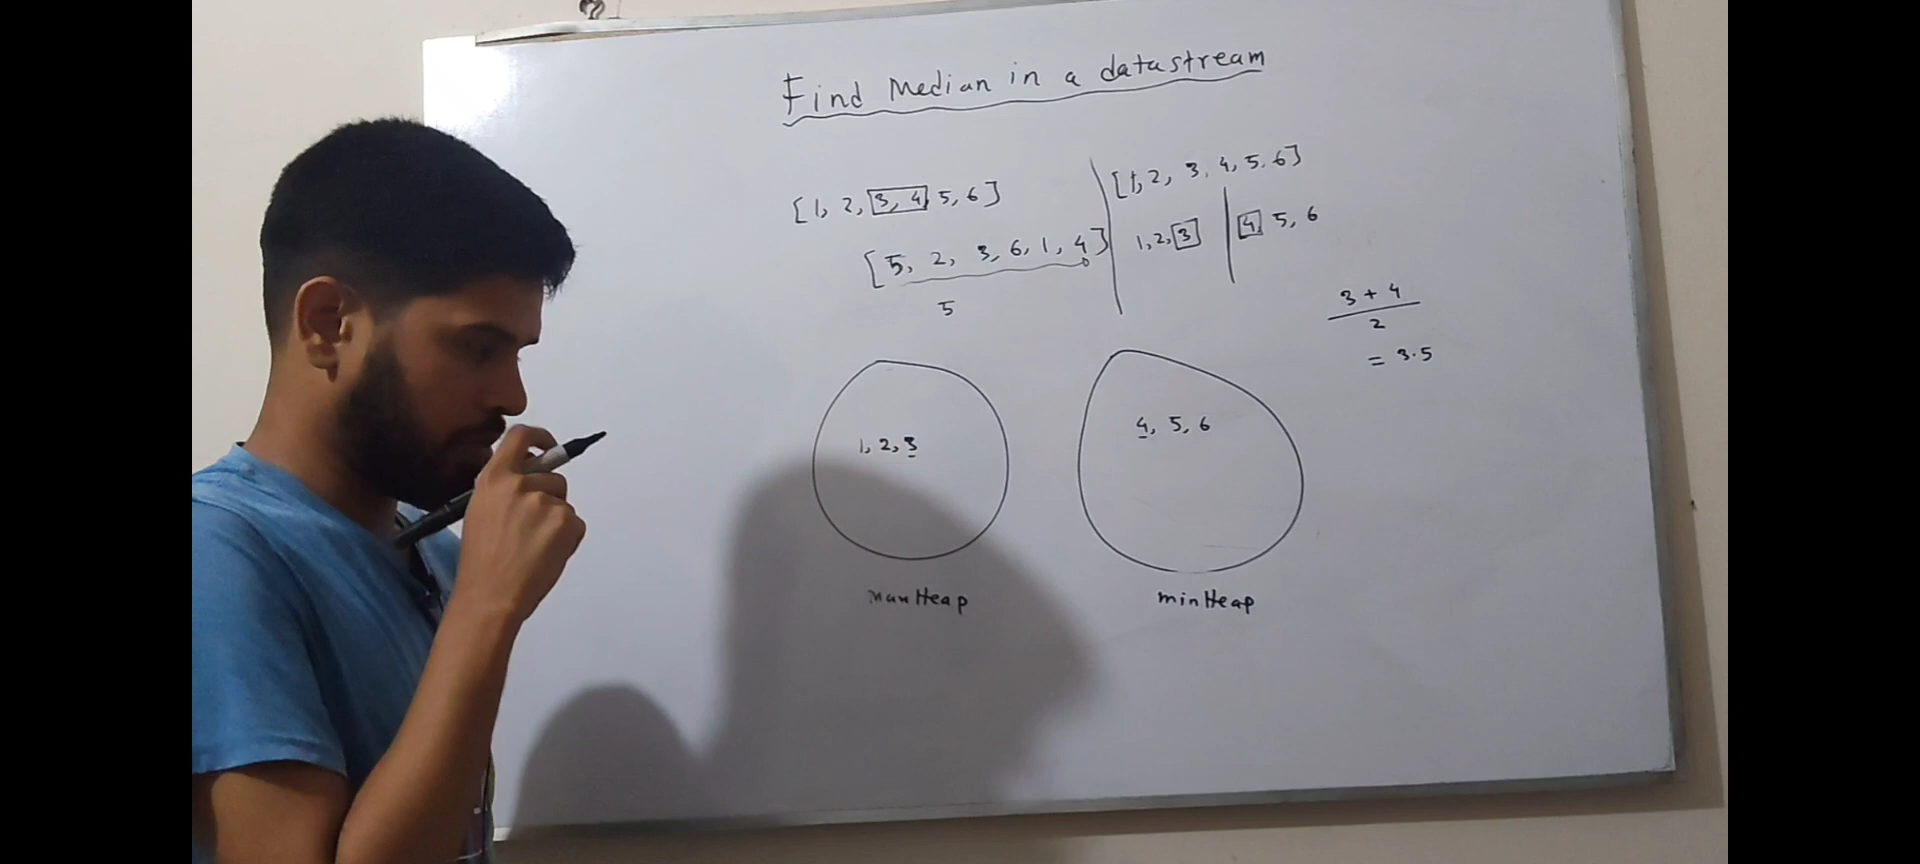 Find Median in a datastream
[1, 2, 3, 4, 5, 6]
[5, 2, 3, 6, 1, 4]
5
[1, 2, 3, 4, 5, 6]
1, 2, 3 | 4, 5, 6
3 + 4
2
= 3.5
1, 2, 3
4, 5, 6
maxHeap
minHeap